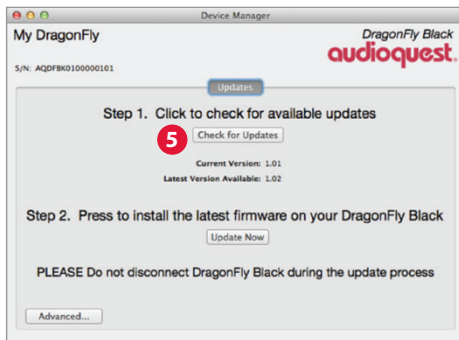 Device Manager
My DragonFly
DragonFly Black
audioquest.
S/N: AQDFBK0100000101
Updates
Step 1. Click to check for available updates
5
Check for Updates
Current Version: 1.01
Latest Version Available: 1.02
Step 2. Press to install the latest firmware on your DragonFly Black
Update Now
PLEASE Do not disconnect DragonFly Black during the update process
Advanced...